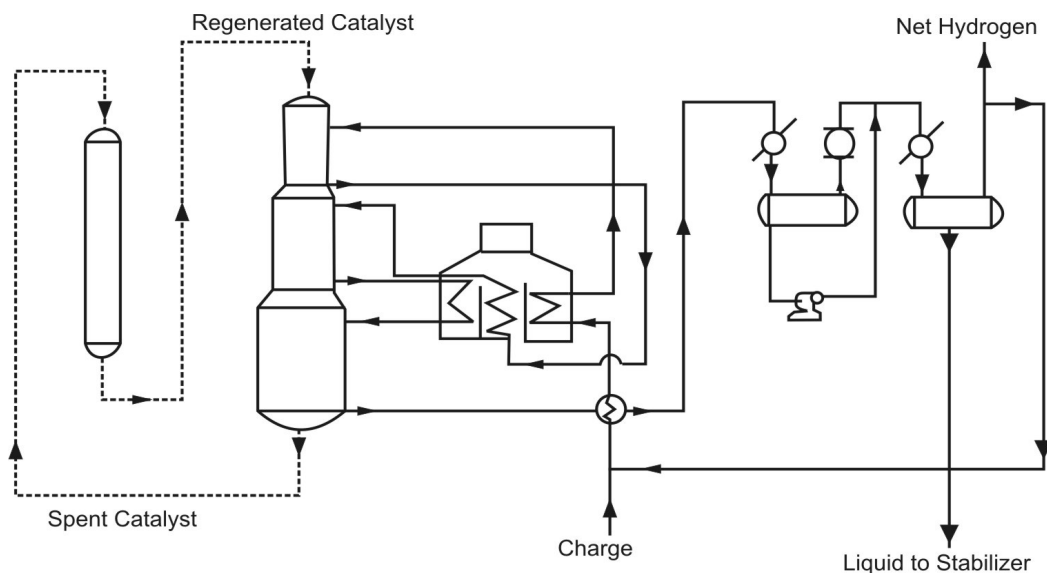 Regenerated Catalyst
Net Hydrogen
Spent Catalyst
Charge
Liquid to Stabilizer